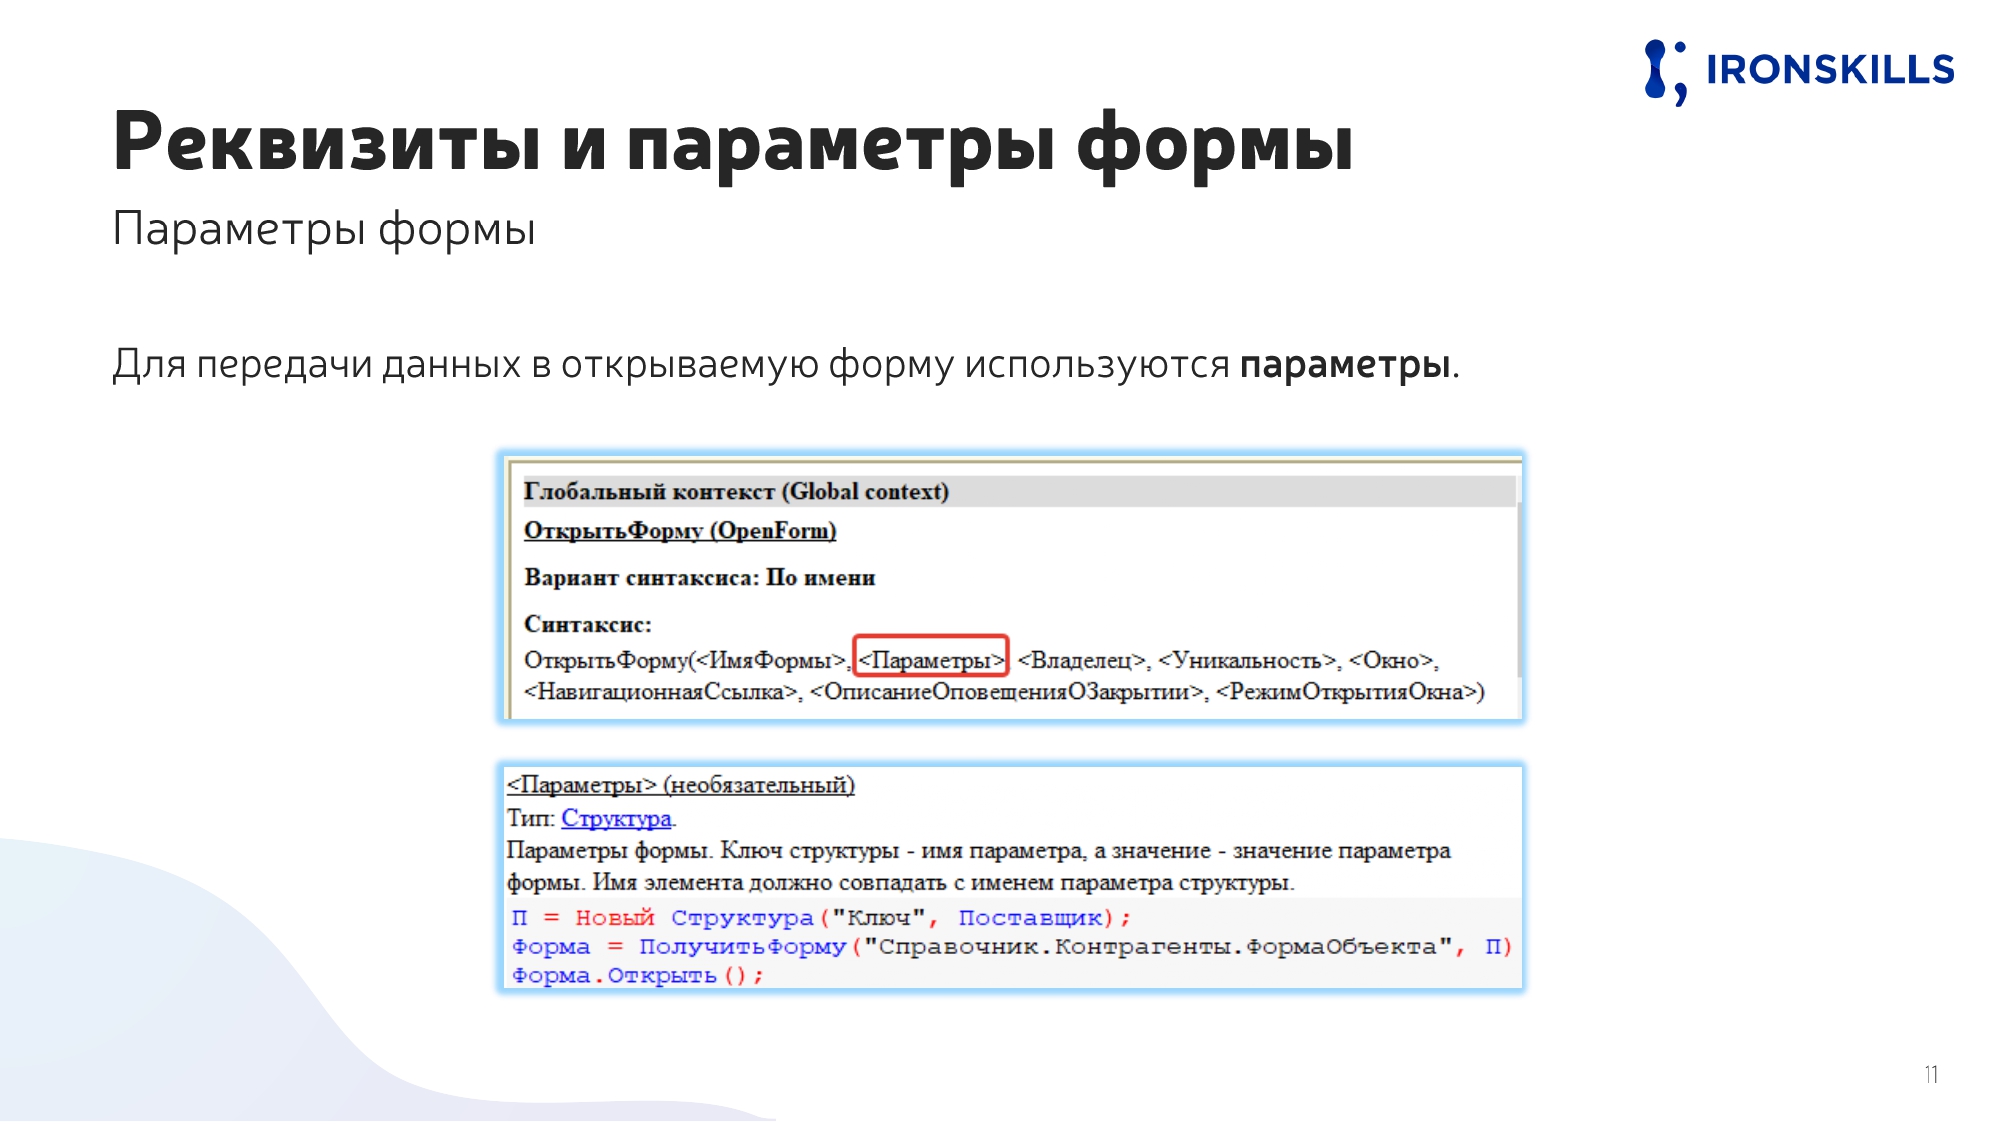 IRONSKILLS
Реквизиты и параметры формы
Параметры формы
Для передачи данных в открываемую форму используются параметры.
Глобальный контекст (Global context)
ОткрытьФорму (OpenForm)
Вариант синтаксиса: По имени
Синтаксис:
ОткрытьФорму(<ИмяФормы>, <Параметры>, <Владелец>, <Уникальность>, <Окно>,
<НавигационнаяСсылка>, <ОписаниеОповещенияОЗакрытии>, <РежимОткрытияОкна>)
<Параметры> (необязательный)
Тип: Структура.
Параметры формы. Ключ структуры - имя параметра, а значение - значение параметра
формы. Имя элемента должно совпадать с именем параметра структуры.
П = Новый Структура("Ключ", Поставщик);
Форма = ПолучитьФорму("Справочник.Контрагенты.ФормаОбъекта", П)
Форма.Открыть();
11